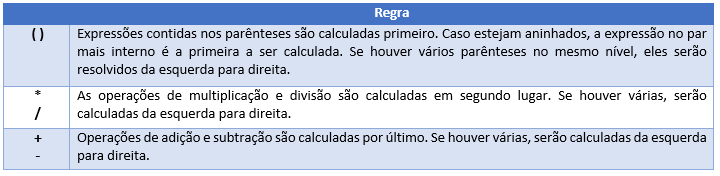 Regra
( ) Expressões contidas nos parênteses são calculadas primeiro. Caso estejam aninhados, a expressão no par
mais interno é a primeira a ser calculada. Se houver vários parênteses no mesmo nível, eles serão
resolvidos da esquerda para direita.
* As operações de multiplicação e divisão são calculadas em segundo lugar. Se houver várias, serão
/ calculadas da esquerda para direita.
+ Operações de adição e subtração são calculadas por último. Se houver várias, serão calculadas da esquerda
- para direita.